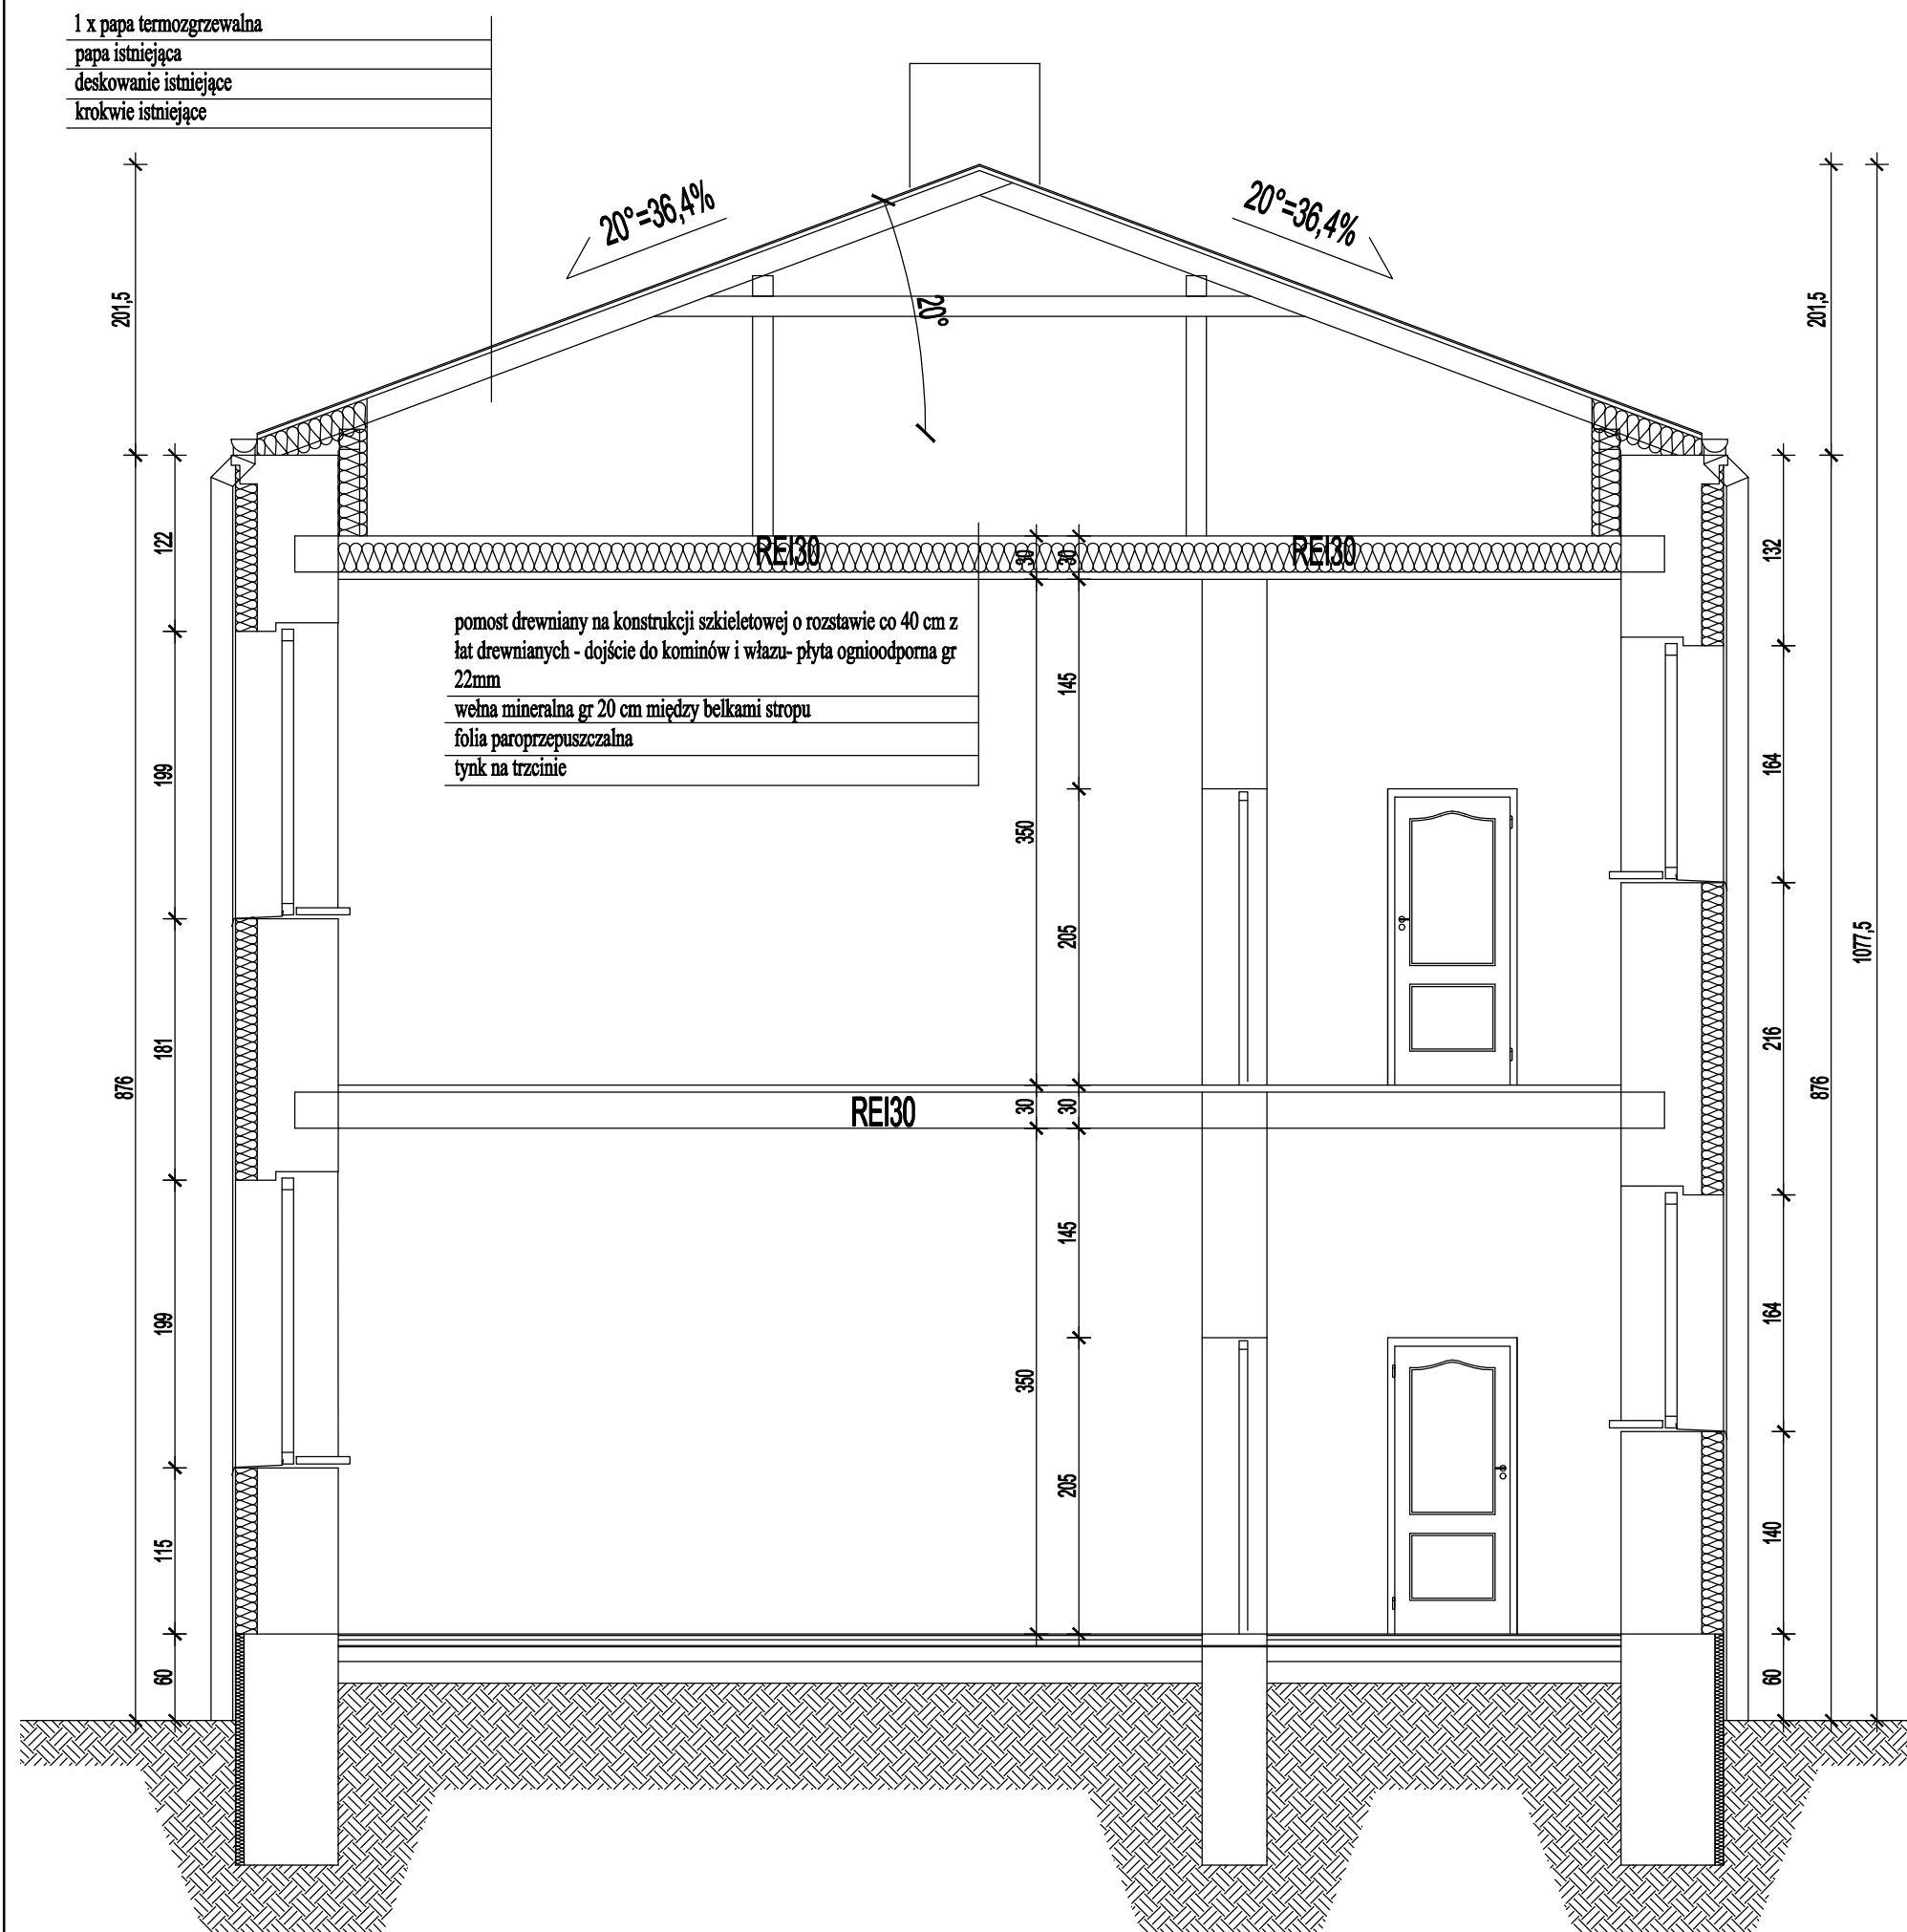 1 x papa termozgrzewalna
papa istniejąca
deskowanie istniejące
krokwie istniejące
20°=36,4%
20°=36,4%
20°
201,5
201,5
REI30
REI30
30
30
122
132
pomost drewniany na konstrukcji szkieletowej o rozstawie co 40 cm z
łat drewnianych - dojście do kominów i włazu- płyta ognioodporna gr
22mm
wełna mineralna gr 20 cm między belkami stropu
folia paroprzepuszczalna
tynk na trzcinie
145
199
164
350
205
1077,5
181
216
876
876
REI30
30
30
145
199
164
350
205
115
140
60
60